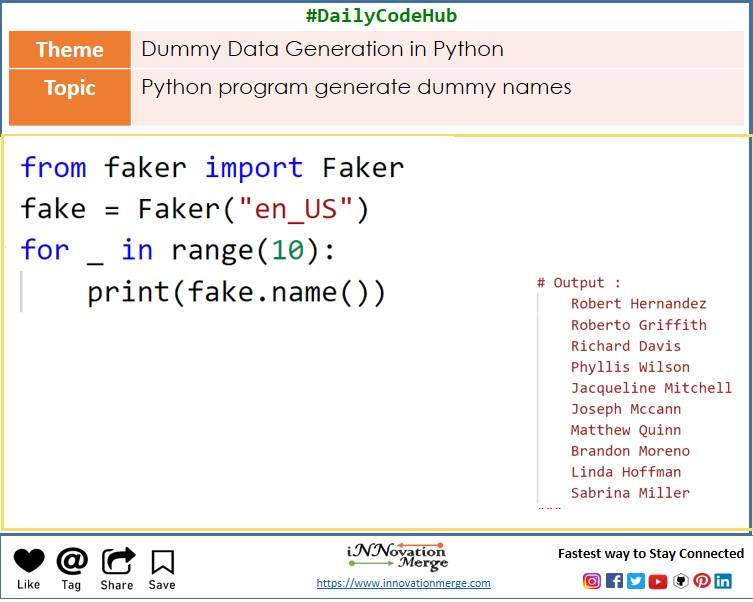 #DailyCodeHub
Theme
Dummy Data Generation in Python
Topic
Python program generate dummy names
from faker import Faker
fake = Faker("en_US")
for _ in range(10):
    print(fake.name())
# Output :
Robert Hernandez
Roberto Griffith
Richard Davis
Phyllis Wilson
Jacqueline Mitchell
Joseph Mccann
Matthew Quinn
Brandon Moreno
Linda Hoffman
Sabrina Miller
"""
Like
Tag
Share
Save
iNNovation
Merge
https://www.innovationmerge.com
Fastest way to Stay Connected